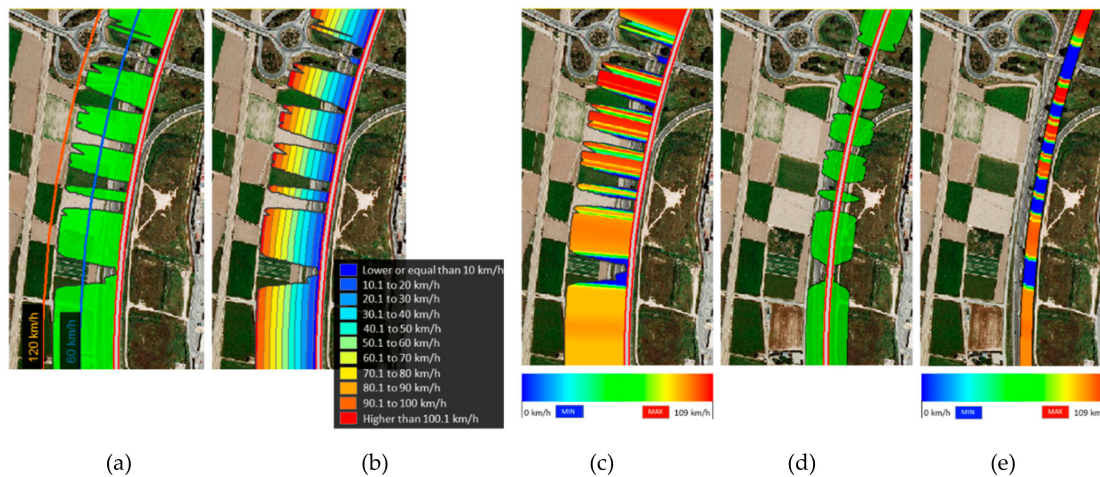 120 km/h
60 km/h
Lower or equal than 10 km/h
10.1 to 20 km/h
20.1 to 30 km/h
30.1 to 40 km/h
40.1 to 50 km/h
50.1 to 60 km/h
60.1 to 70 km/h
70.1 to 80 km/h
80.1 to 90 km/h
90.1 to 100 km/h
Higher than 100.1 km/h
0 km/h MIN MAX 109 km/h
0 km/h MIN MAX 109 km
(a) (b) (c) (d) (e)